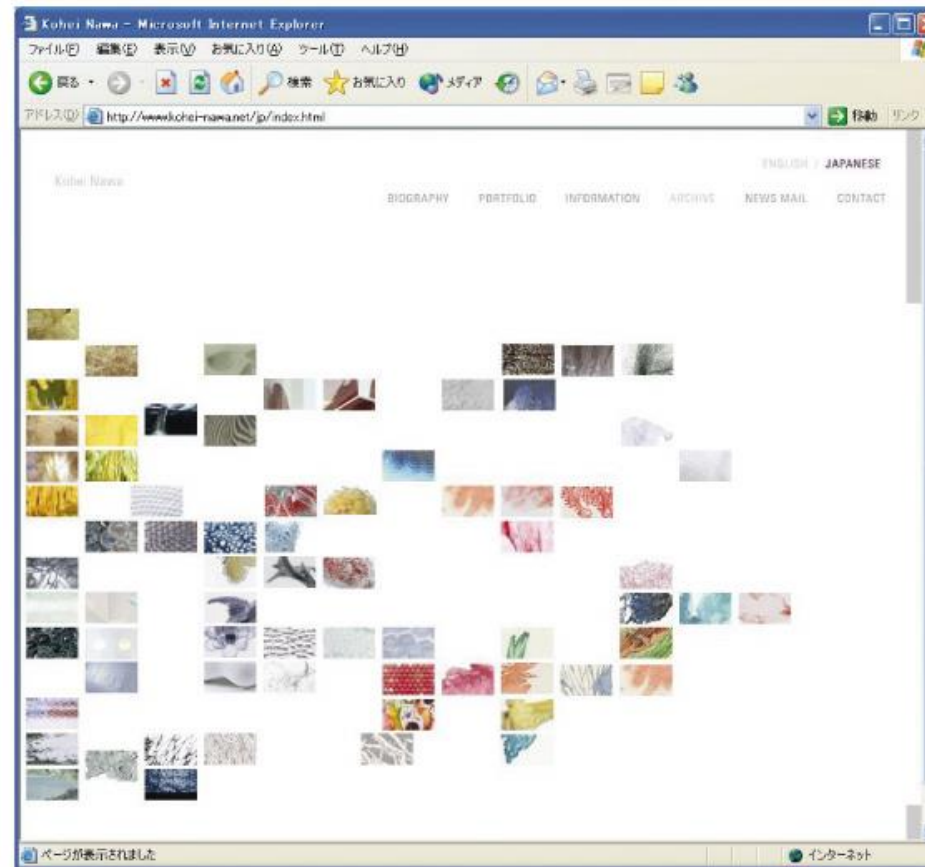 Kohei Nawa - Microsoft Internet Explorer
ファイル(F) 編集(E) 表示(V) お気に入り(A) ツール(T) ヘルプ(H)
戻る 検索 お気に入り メディア
アドレス(D) http://www.kohei-nawa.net/jp/index.html 移動 リンク
ENGLISH / JAPANESE
Kohei Nawa
BIOGRAPHY PORTFOLIO INFORMATION ARCHIVE NEWS MAIL CONTACT
ページが表示されました インターネット